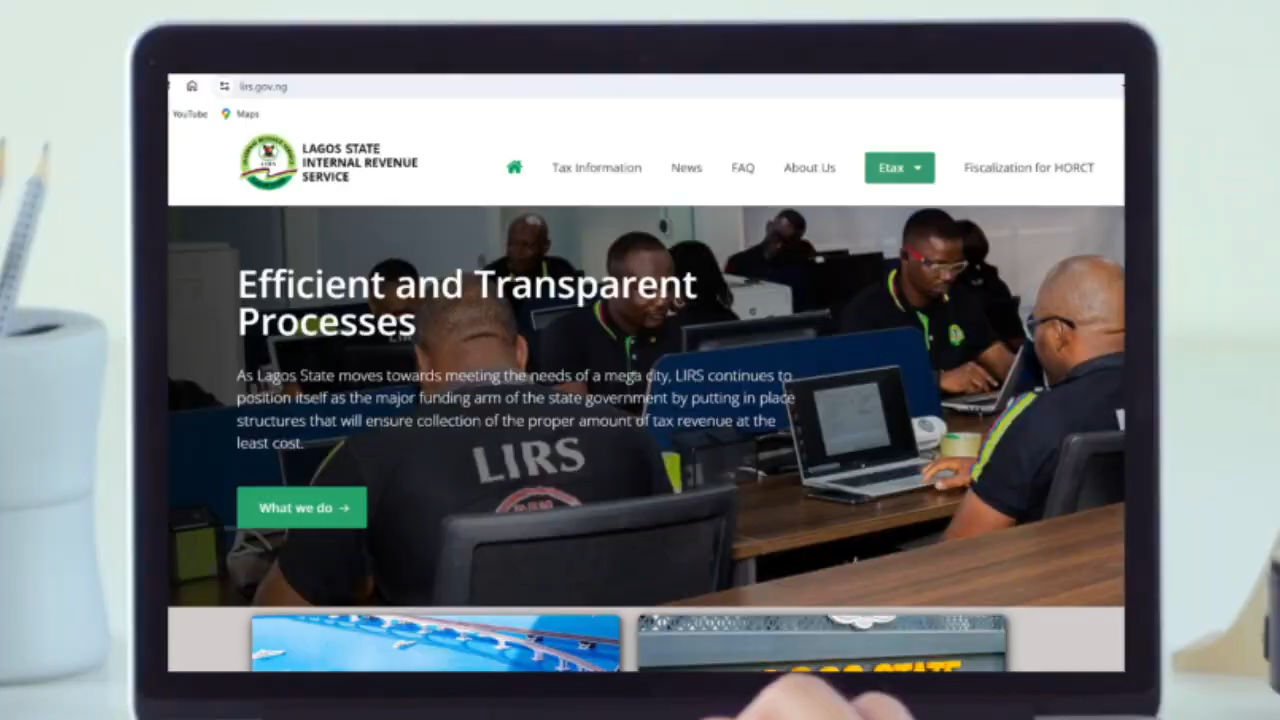 lirs.gov.ng
YouTube
Maps
LAGOS STATE
INTERNAL REVENUE
SERVICE
Tax Information
News
FAQ
About Us
Etax
Fiscalization for HORCT
Efficient and Transparent
Processes
As Lagos State moves towards meeting the needs of a mega city, LIRS continues to
position itself as the major funding arm of the state government by putting in place
structures that will ensure collection of the proper amount of tax revenue at the
least cost.
LIRS
What we do →
LAGOS STATE